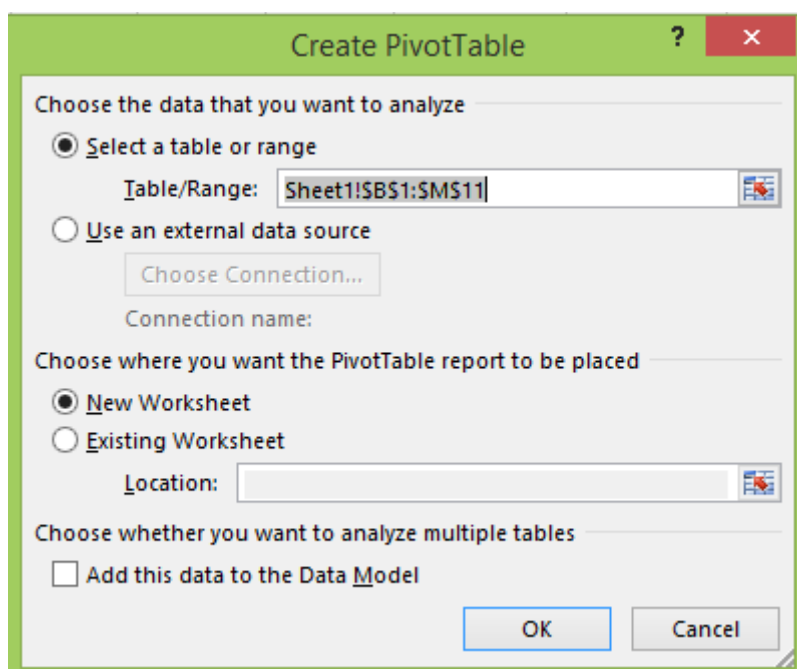 Create PivotTable ? ×
Choose the data that you want to analyze
Select a table or range
Table/Range: Sheet1!$B$1:$M$11
Use an external data source
Choose Connection...
Connection name:
Choose where you want the PivotTable report to be placed
New Worksheet
Existing Worksheet
Location:
Choose whether you want to analyze multiple tables
Add this data to the Data Model
OK Cancel